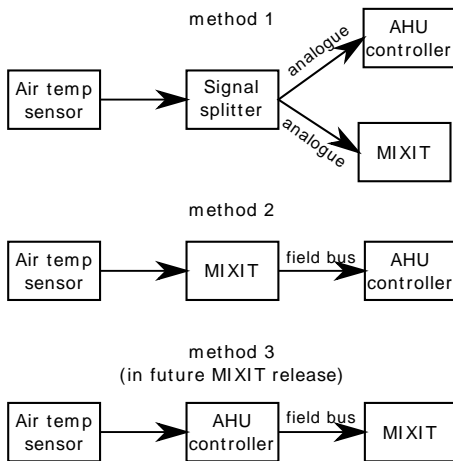 method 1
Air temp
sensor
Signal
splitter
analogue
analogue
AHU
controller
MIXIT
method 2
Air temp
sensor
MIXIT
field bus
AHU
controller
method 3
(in future MIXIT release)
Air temp
sensor
AHU
controller
field bus
MIXIT